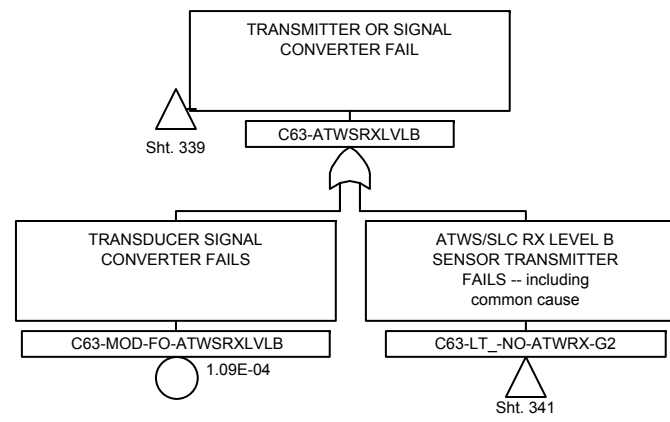 TRANSMITTER OR SIGNAL
CONVERTER FAIL
Sht. 339
C63-ATWSRXLVLB
TRANSDUCER SIGNAL
CONVERTER FAILS
C63-MOD-FO-ATWSRXLVLB
1.09E-04
ATWS/SLC RX LEVEL B
SENSOR TRANSMITTER
FAILS -- including
common cause
C63-LT_-NO-ATWRX-G2
Sht. 341